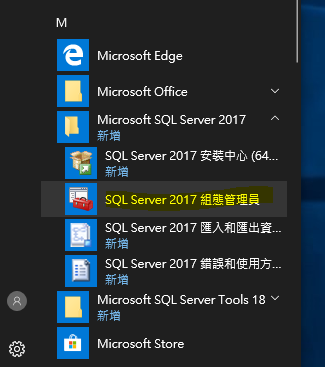 M
Microsoft Edge
Microsoft Office
Microsoft SQL Server 2017
新增
SQL Server 2017 安裝中心 (64...
新增
SQL Server 2017 組態管理員
SQL Server 2017 匯入和匯出資...
新增
SQL Server 2017 錯誤和使用方...
新增
Microsoft SQL Server Tools 18
新增
Microsoft Store